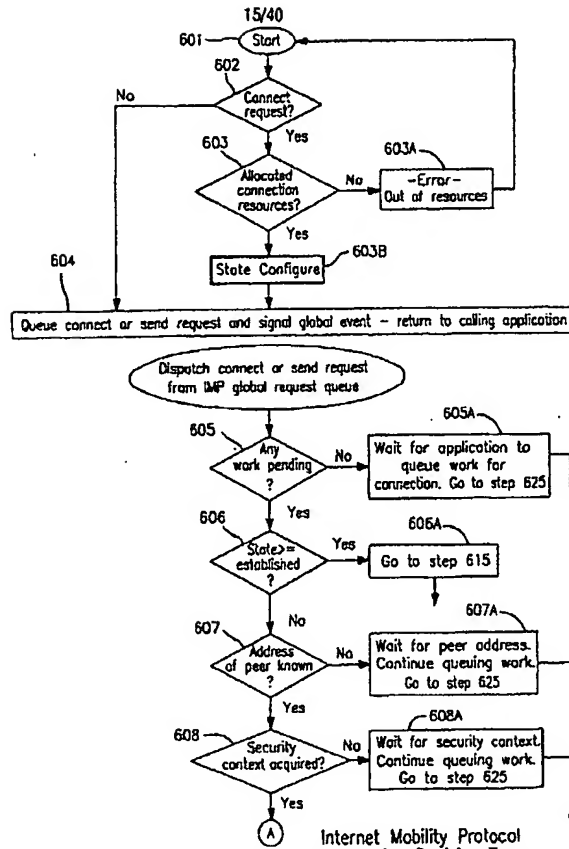 15/40
601
Start
602
No
Connect
request?
Yes
603
Allocated
connection
resources?
No
603A
-Error-
Out of resources
Yes
603B
State Configure
604
Queue connect or send request and signal global event - return to calling application
Dispatch connect or send request
from IMP global request queue
605
Any
work pending
?
No
605A
Wait for application to
queue work for
connection. Go to step 625
Yes
606
State>=
established
?
Yes
606A
Go to step 615
No
607
Address
of peer known
?
No
607A
Wait for peer address.
Continue queuing work.
Go to step 625
Yes
608
Security
context acquired?
No
608A
Wait for security context.
Continue queuing work.
Go to step 625
Yes
A
Internet Mobility Protocol